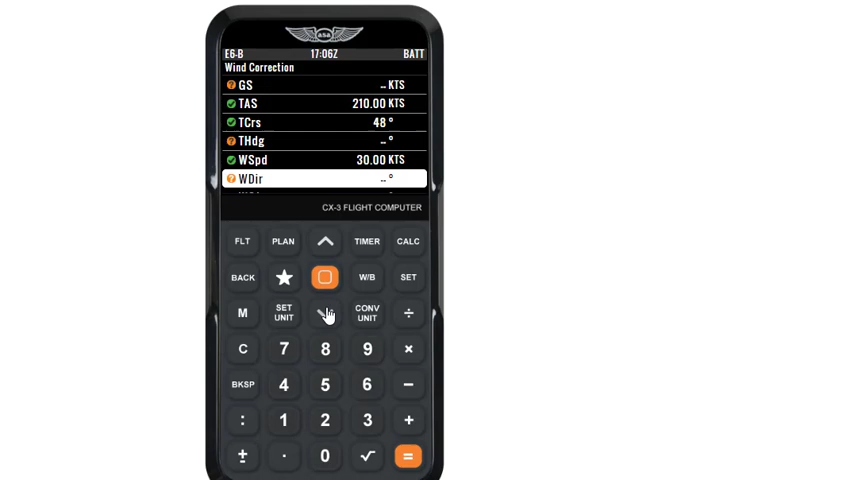 asa
E6-B 17:06Z BATT
Wind Correction
? GS -- KTS
TAS 210.00 KTS
TCrs 48 °
? THdg -- °
WSpd 30.00 KTS
? WDir -- °
CX-3 FLIGHT COMPUTER
FLT PLAN TIMER CALC
BACK W/B SET
M SET UNIT CONV UNIT ÷
C 7 8 9 ×
BKSP 4 5 6 −
: 1 2 3 +
± . 0 √ =